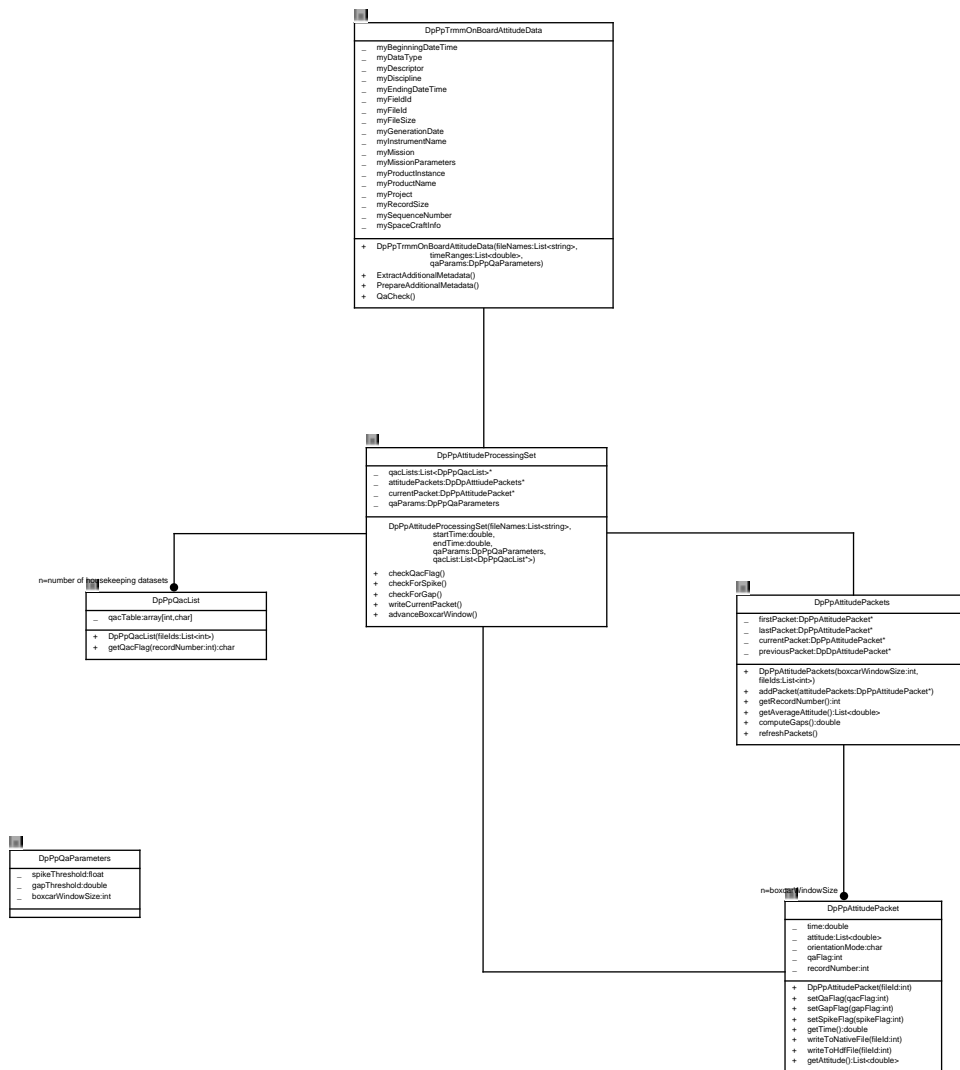 DpPpTrmmOnBoardAttitudeData
_ myBeginningDateTime
_ myDataType
_ myDescriptor
_ myDiscipline
_ myEndingDateTime
_ myFieldId
_ myFileId
_ myFileSize
_ myGenerationDate
_ myInstrumentName
_ myMission
_ myMissionParameters
_ myProductInstance
_ myProductName
_ myProject
_ myRecordSize
_ mySequenceNumber
_ mySpaceCraftInfo
+ DpPpTrmmOnBoardAttitudeData(fileNames:List<string>,
timeRanges:List<double>,
qaParams:DpPpQaParameters)
+ ExtractAdditionalMetadata()
+ PrepareAdditionalMetadata()
+ QaCheck()
DpPpAttitudeProcessingSet
_ qacLists:List<DpPpQacList>*
_ attitudePackets:DpDpAtttiudePackets*
_ currentPacket:DpPpAttitudePacket*
_ qaParams:DpPpQaParameters
DpPpAttitudeProcessingSet(fileNames:List<string>,
startTime:double,
endTime:double,
qaParams:DpPpQaParameters,
qacList:List<DpPpQacList*>)
+ checkQacFlag()
+ checkForSpike()
+ checkForGap()
+ writeCurrentPacket()
+ advanceBoxcarWindow()
n=number of housekeeping datasets
DpPpQacList
_ qacTable:array[int,char]
+ DpPpQacList(fileIds:List<int>)
+ getQacFlag(recordNumber:int):char
DpPpAttitudePackets
_ firstPacket:DpPpAttitudePacket*
_ lastPacket:DpPpAttitudePacket*
_ currentPacket:DpPpAttitudePacket*
_ previousPacket:DpDpAttitudePacket*
+ DpPpAttitudePackets(boxcarWindowSize:int,
fileIds:List<int>)
+ addPacket(attitudePackets:DpPpAttitudePacket*)
+ getRecordNumber():int
+ getAverageAttitude():List<double>
+ computeGaps():double
+ refreshPackets()
DpPpQaParameters
_ spikeThreshold:float
_ gapThreshold:double
_ boxcarWindowSize:int
n=boxcarWindowSize
DpPpAttitudePacket
_ time:double
_ attitude:List<double>
_ orientationMode:char
_ qaFlag:int
_ recordNumber:int
+ DpPpAttitudePacket(fileId:int)
+ setQaFlag(qacFlag:int)
+ setGapFlag(gapFlag:int)
+ setSpikeFlag(spikeFlag:int)
+ getTime():double
+ writeToNativeFile(fileId:int)
+ writeToHdfFile(fileId:int)
+ getAttitude():List<double>